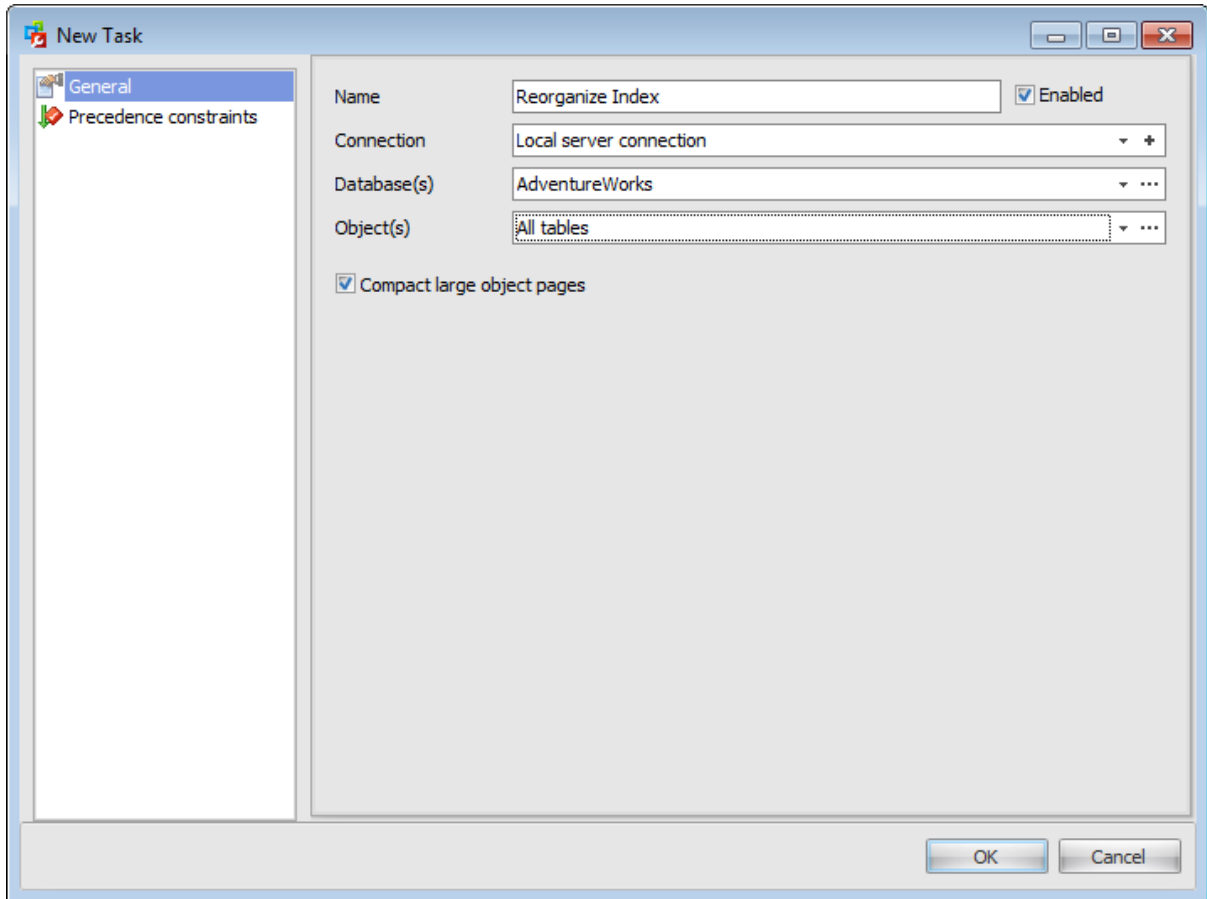 New Task
General
Precedence constraints
Name Reorganize Index Enabled
Connection Local server connection
Database(s) AdventureWorks
Object(s) All tables
Compact large object pages
OK Cancel